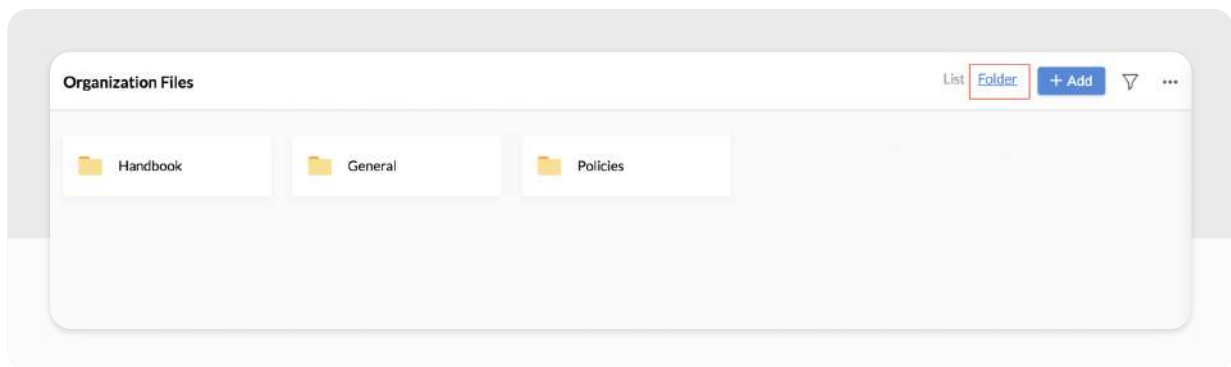 Organization Files
List Folder + Add
Handbook
General
Policies